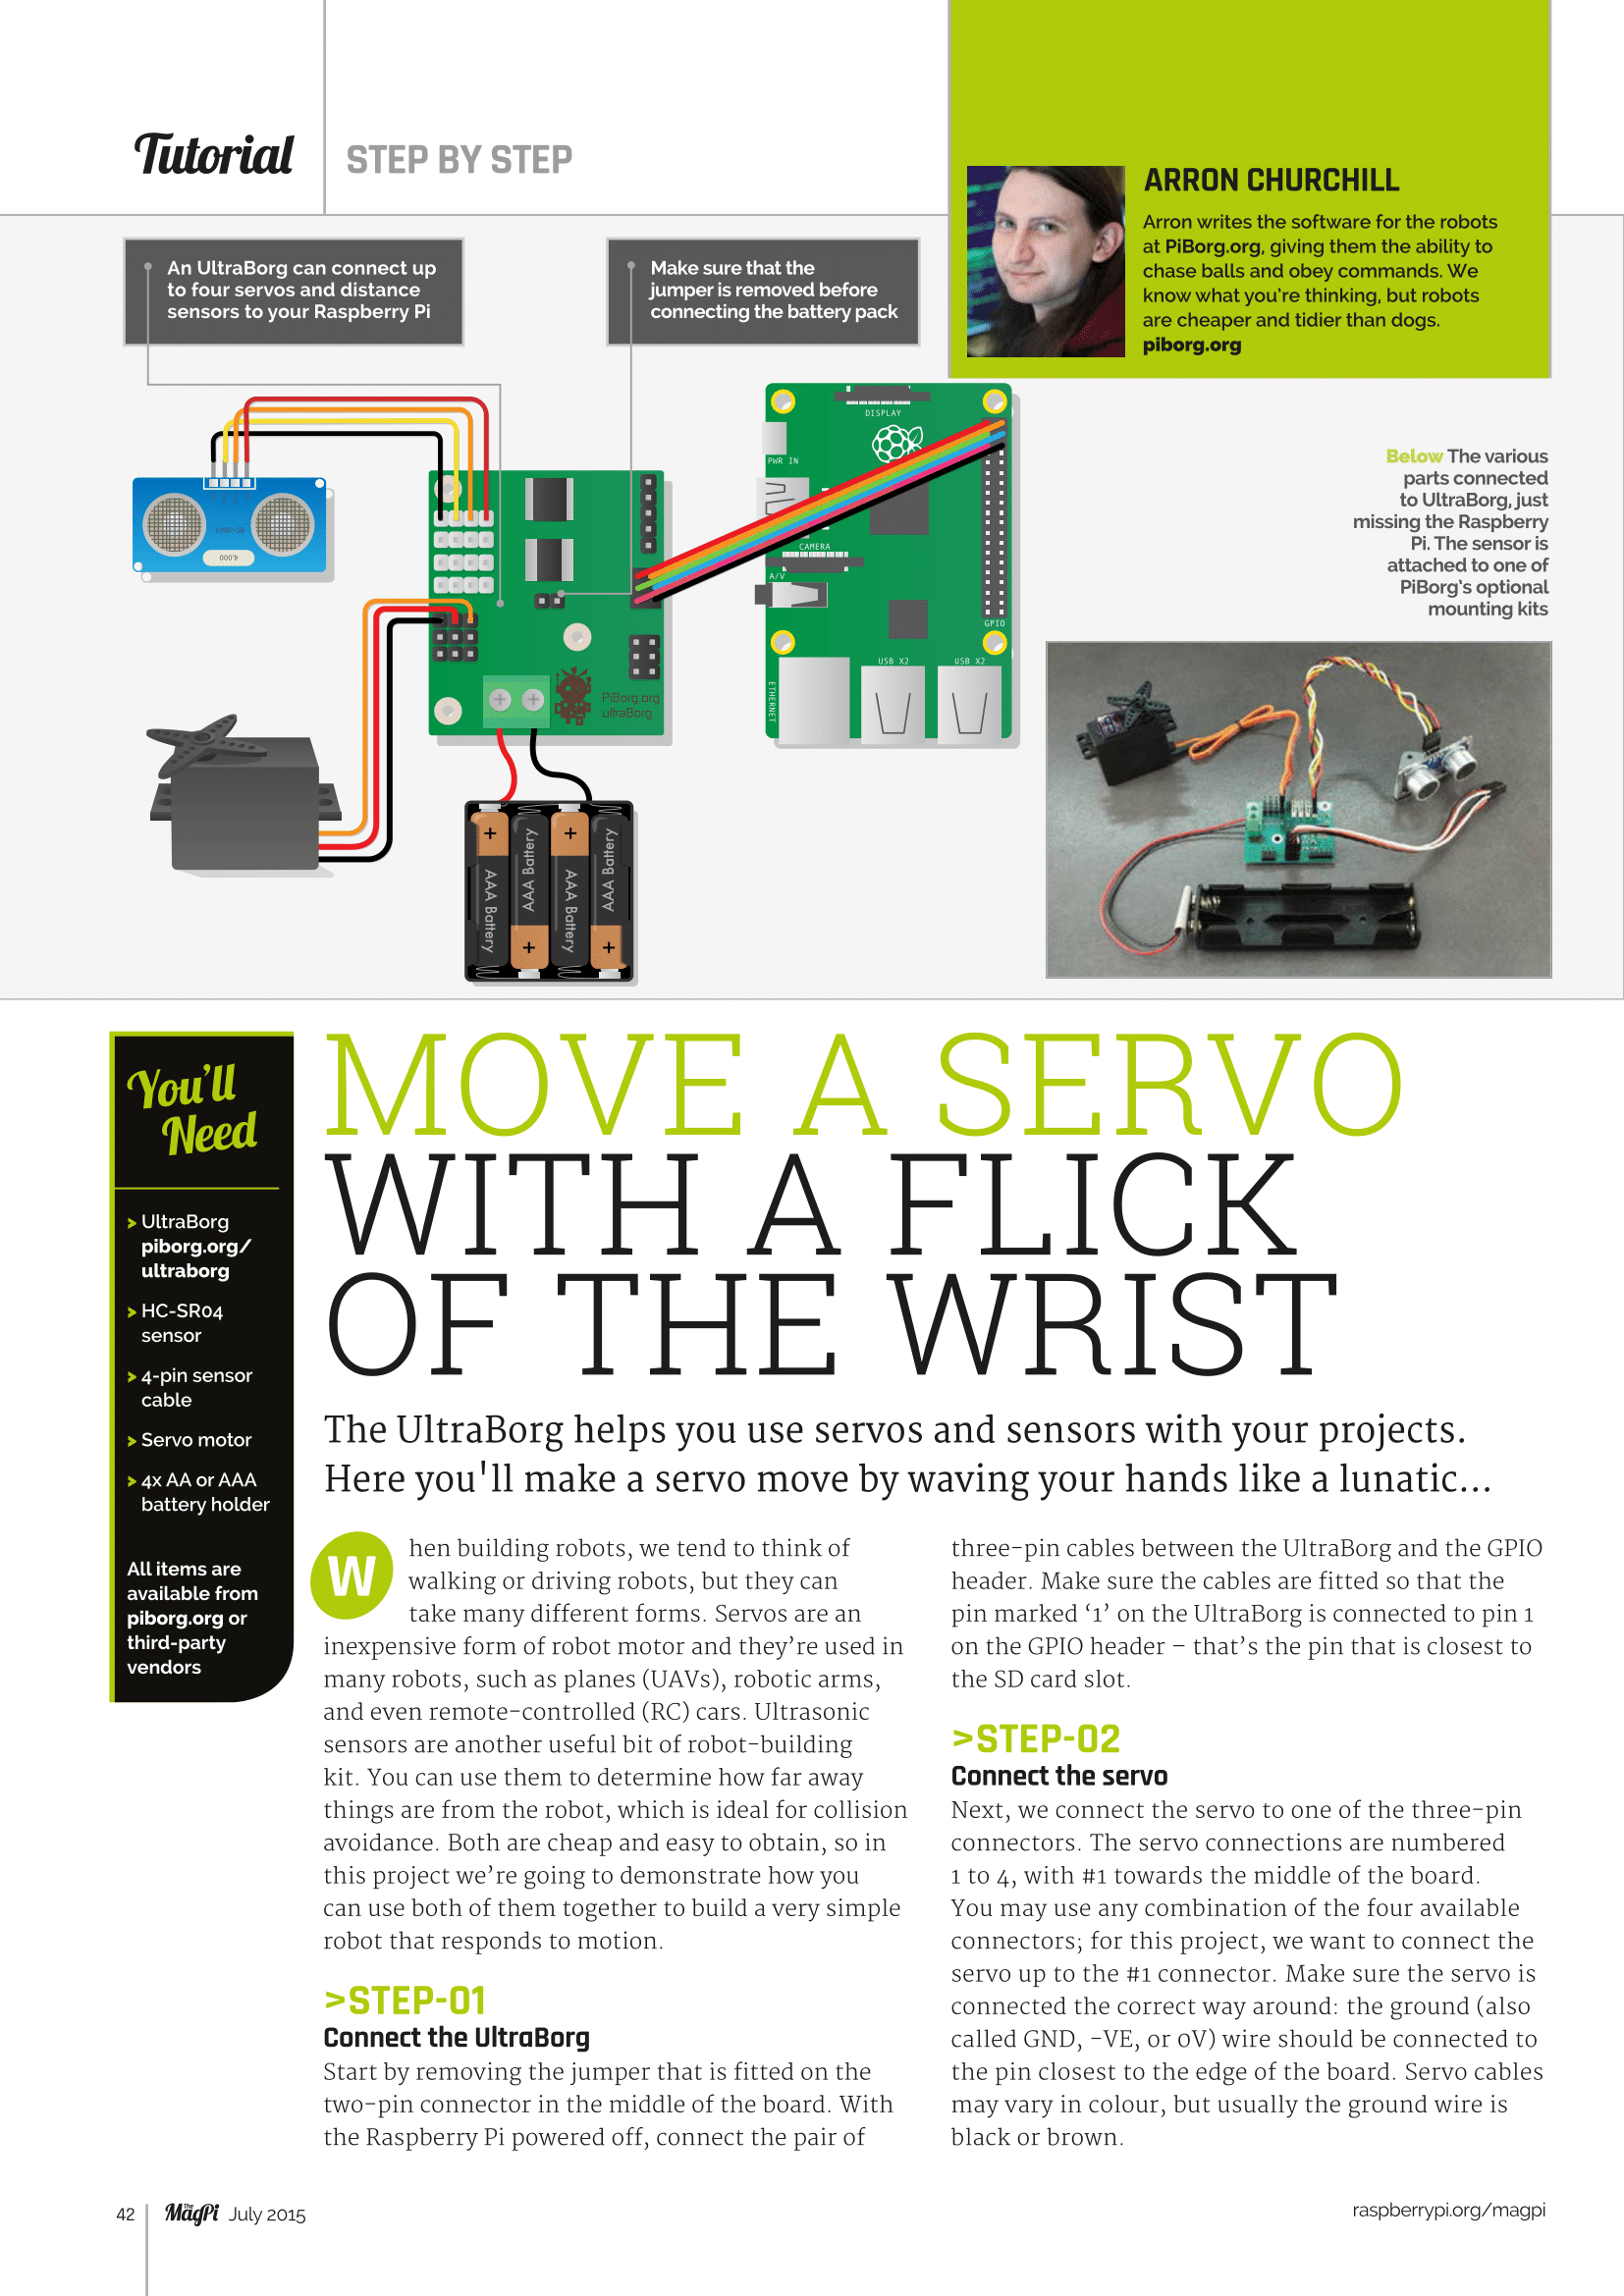 Tutorial
STEP BY STEP
ARRON CHURCHILL
Arron writes the software for the robots
at PiBorg.org, giving them the ability to
chase balls and obey commands. We
know what you're thinking, but robots
are cheaper and tidier than dogs.
piborg.org
An UltraBorg can connect up
to four servos and distance
sensors to your Raspberry Pi
Make sure that the
jumper is removed before
connecting the battery pack
DISPLAY
PWR IN
CAMERA
A/V
GPIO
USB X2
USB X2
ETHERNET
HC-SR04
4.000
PiBorg.org
ultraBorg
+
AAA Battery
AAA Battery
+
+
AAA Battery
AAA Battery
+
Below The various
parts connected
to UltraBorg, just
missing the Raspberry
Pi. The sensor is
attached to one of
PiBorg's optional
mounting kits
You'll
Need
> UltraBorg
piborg.org/
ultraborg
> HC-SR04
sensor
> 4-pin sensor
cable
> Servo motor
> 4x AA or AAA
battery holder
All items are
available from
piborg.org or
third-party
vendors
MOVE A SERVO
WITH A FLICK
OF THE WRIST
The UltraBorg helps you use servos and sensors with your projects.
Here you'll make a servo move by waving your hands like a lunatic...
When building robots, we tend to think of
walking or driving robots, but they can
take many different forms. Servos are an
inexpensive form of robot motor and they're used in
many robots, such as planes (UAVs), robotic arms,
and even remote-controlled (RC) cars. Ultrasonic
sensors are another useful bit of robot-building
kit. You can use them to determine how far away
things are from the robot, which is ideal for collision
avoidance. Both are cheap and easy to obtain, so in
this project we're going to demonstrate how you
can use both of them together to build a very simple
robot that responds to motion.
>STEP-01
Connect the UltraBorg
Start by removing the jumper that is fitted on the
two-pin connector in the middle of the board. With
the Raspberry Pi powered off, connect the pair of
three-pin cables between the UltraBorg and the GPIO
header. Make sure the cables are fitted so that the
pin marked '1' on the UltraBorg is connected to pin 1
on the GPIO header – that's the pin that is closest to
the SD card slot.
>STEP-02
Connect the servo
Next, we connect the servo to one of the three-pin
connectors. The servo connections are numbered
1 to 4, with #1 towards the middle of the board.
You may use any combination of the four available
connectors; for this project, we want to connect the
servo up to the #1 connector. Make sure the servo is
connected the correct way around: the ground (also
called GND, -VE, or 0V) wire should be connected to
the pin closest to the edge of the board. Servo cables
may vary in colour, but usually the ground wire is
black or brown.
42
The MagPi July 2015
raspberrypi.org/magpi